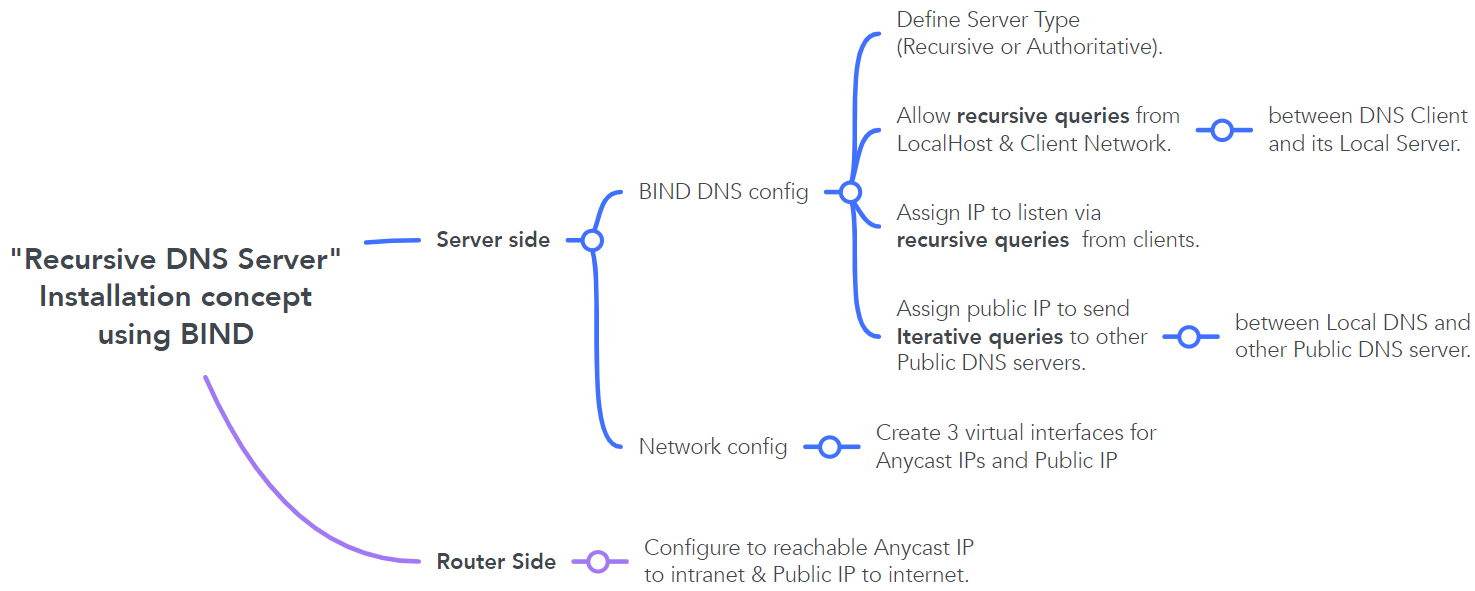 "Recursive DNS Server"
Installation concept
using BIND
Server side
BIND DNS config
Define Server Type
(Recursive or Authoritative).
Allow recursive queries from
LocalHost & Client Network.
between DNS Client
and its Local Server.
Assign IP to listen via
recursive queries from clients.
Assign public IP to send
Iterative queries to other
Public DNS servers.
between Local DNS and
other Public DNS server.
Network config
Create 3 virtual interfaces for
Anycast IPs and Public IP
Router Side
Configure to reachable Anycast IP
to intranet & Public IP to internet.